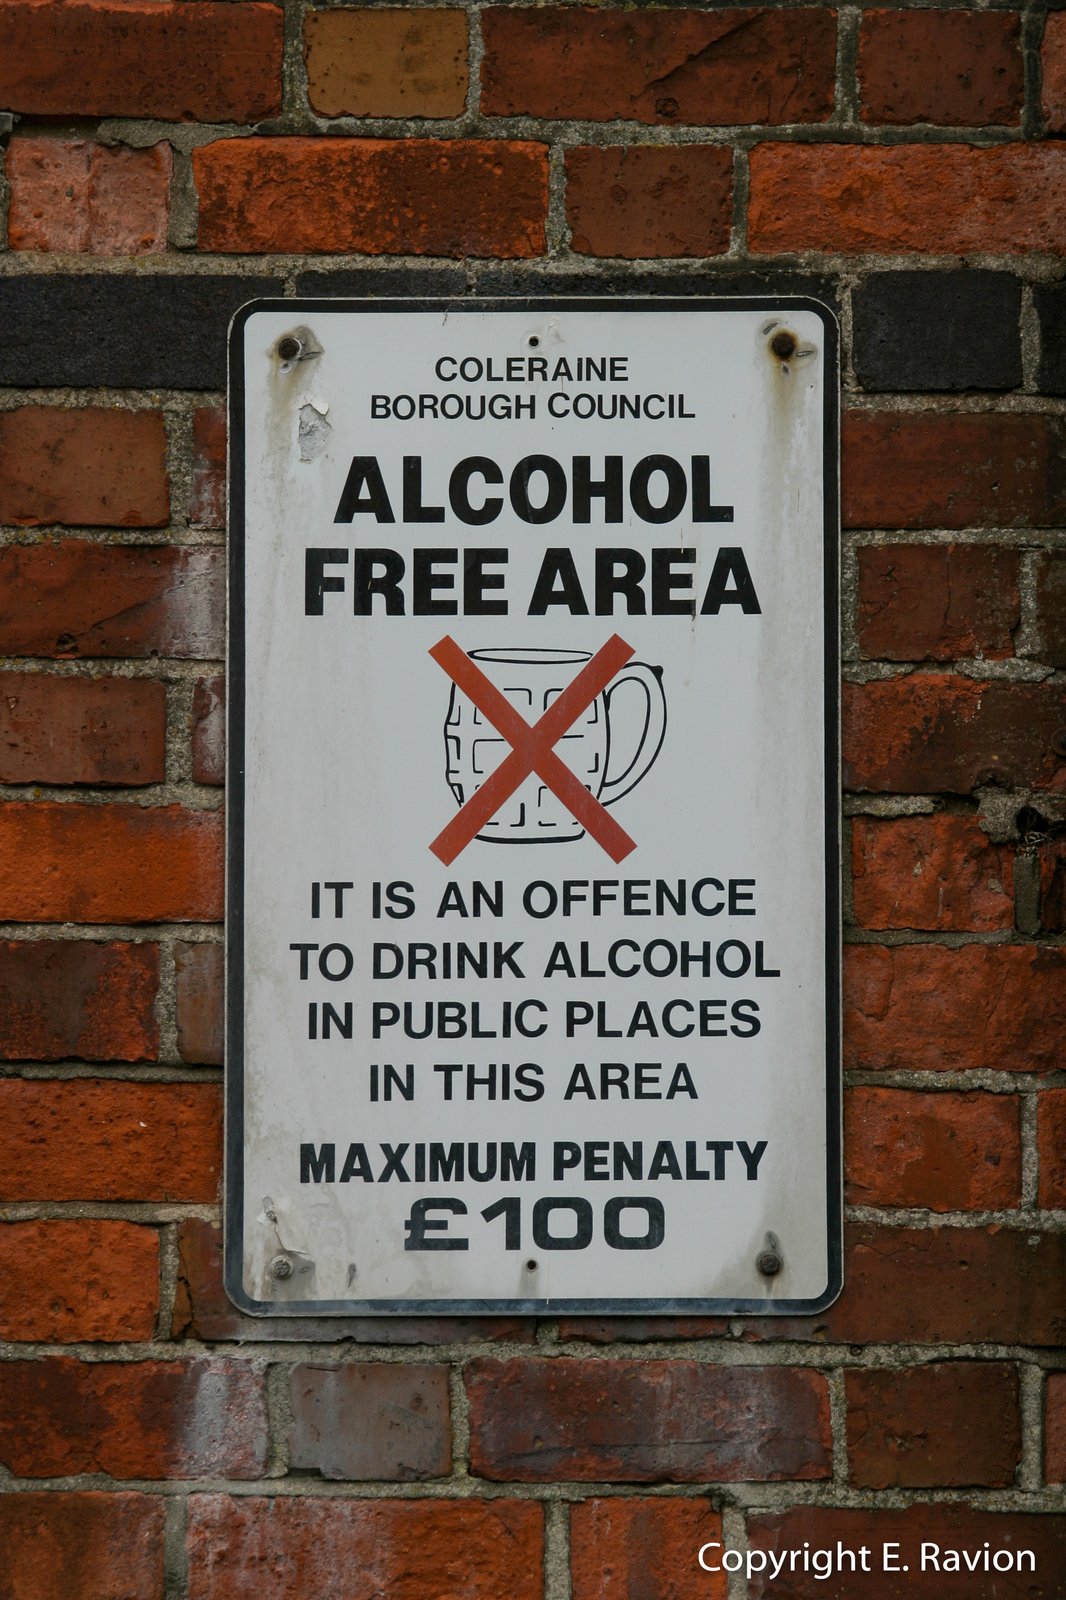 COLERAINE
BOROUGH COUNCIL
ALCOHOL
FREE AREA
IT IS AN OFFENCE
TO DRINK ALCOHOL
IN PUBLIC PLACES
IN THIS AREA
MAXIMUM PENALTY
£100
Copyright E. Ravion